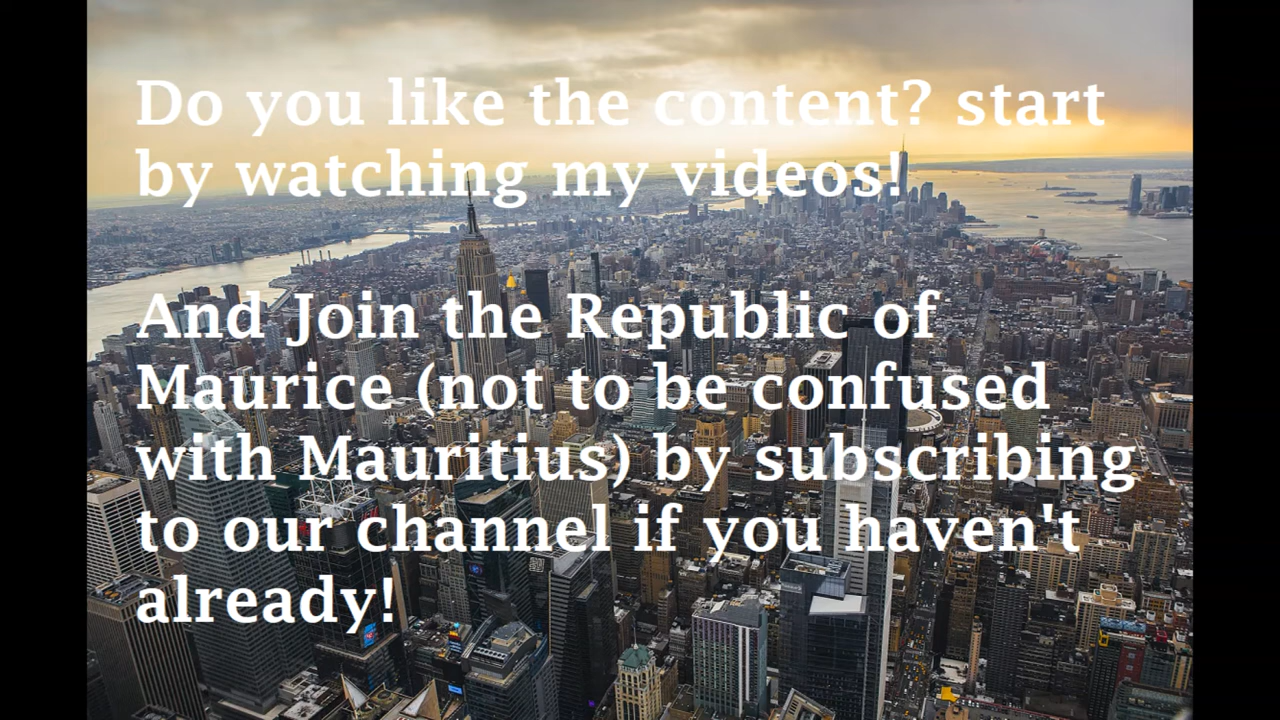 Do you like the content? start
by watching my videos!
And Join the Republic of
Maurice (not to be confused
with Mauritius) by subscribing
to our channel if you haven't
already!